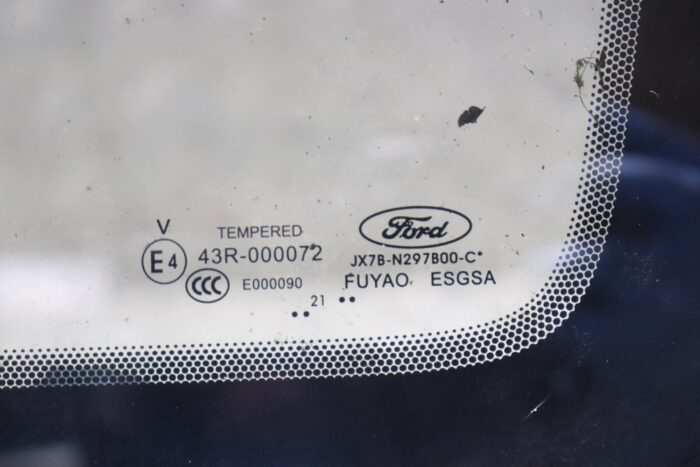 V
TEMPERED
E4 43R-000072
CCC E000090
Ford
JX7B-N297B00-C*
FUYAO ESGSA
.. 21 ..